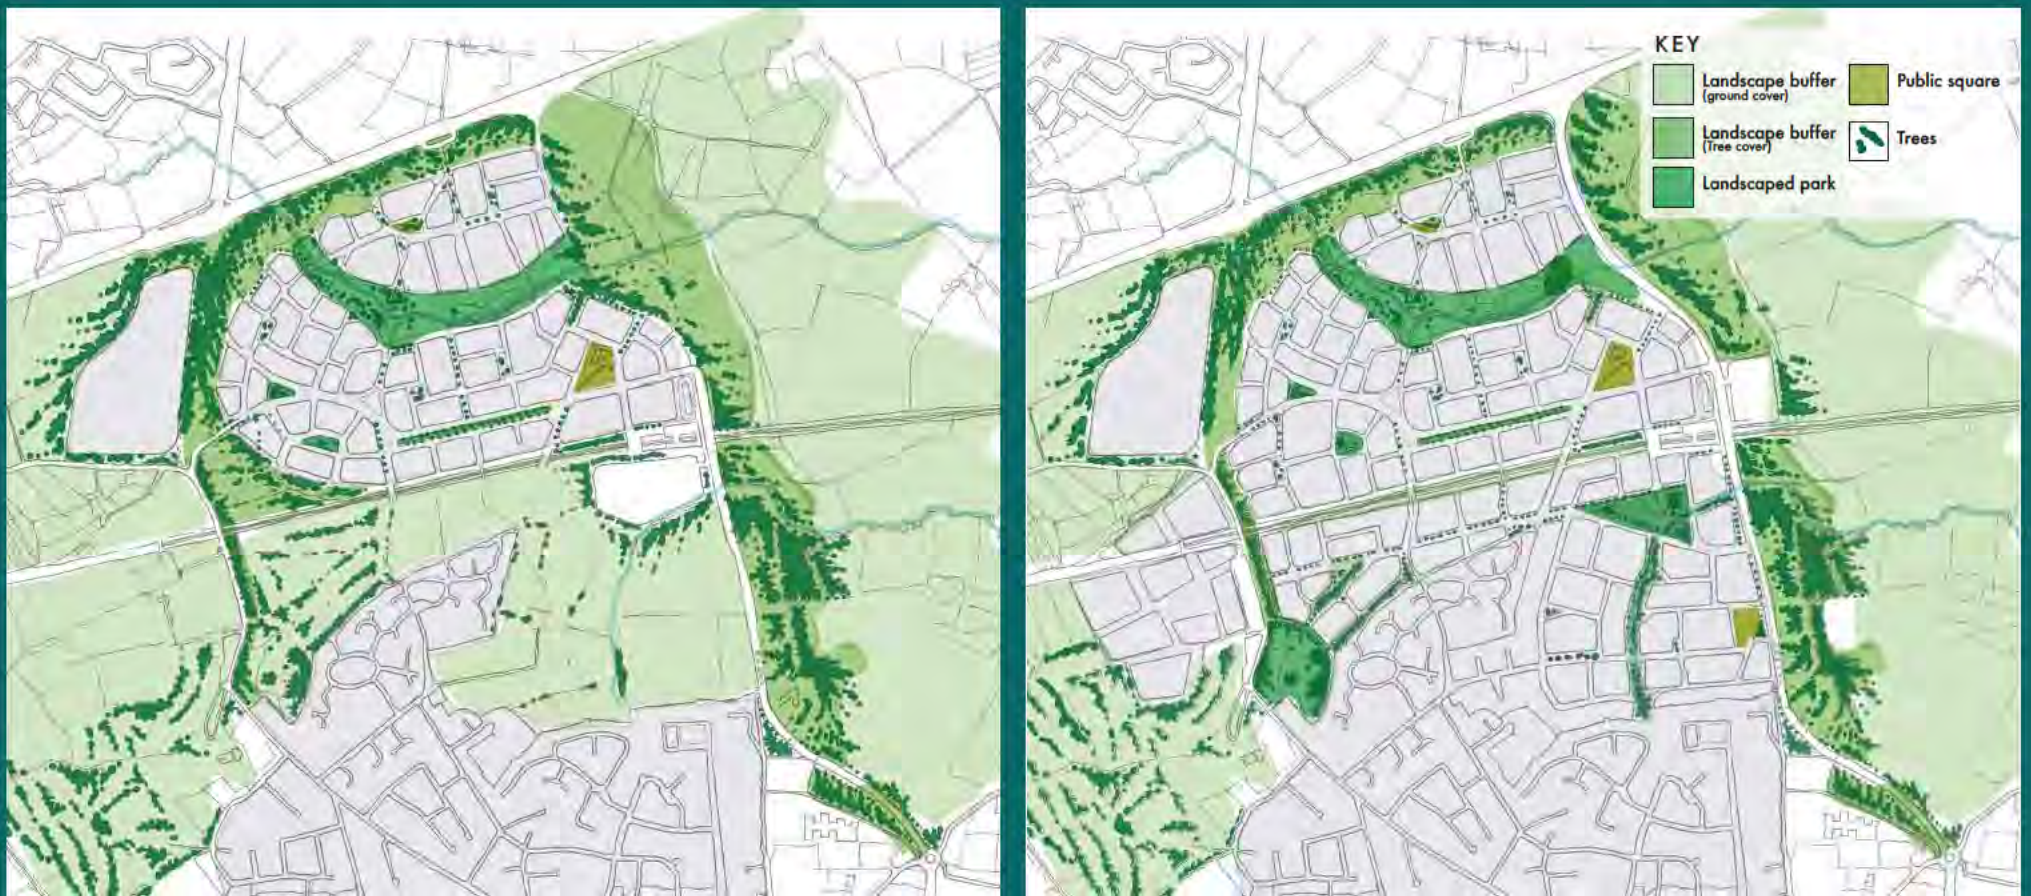 KEY
Landscape buffer
(ground cover)
Landscape buffer
(Tree cover)
Landscaped park
Public square
Trees